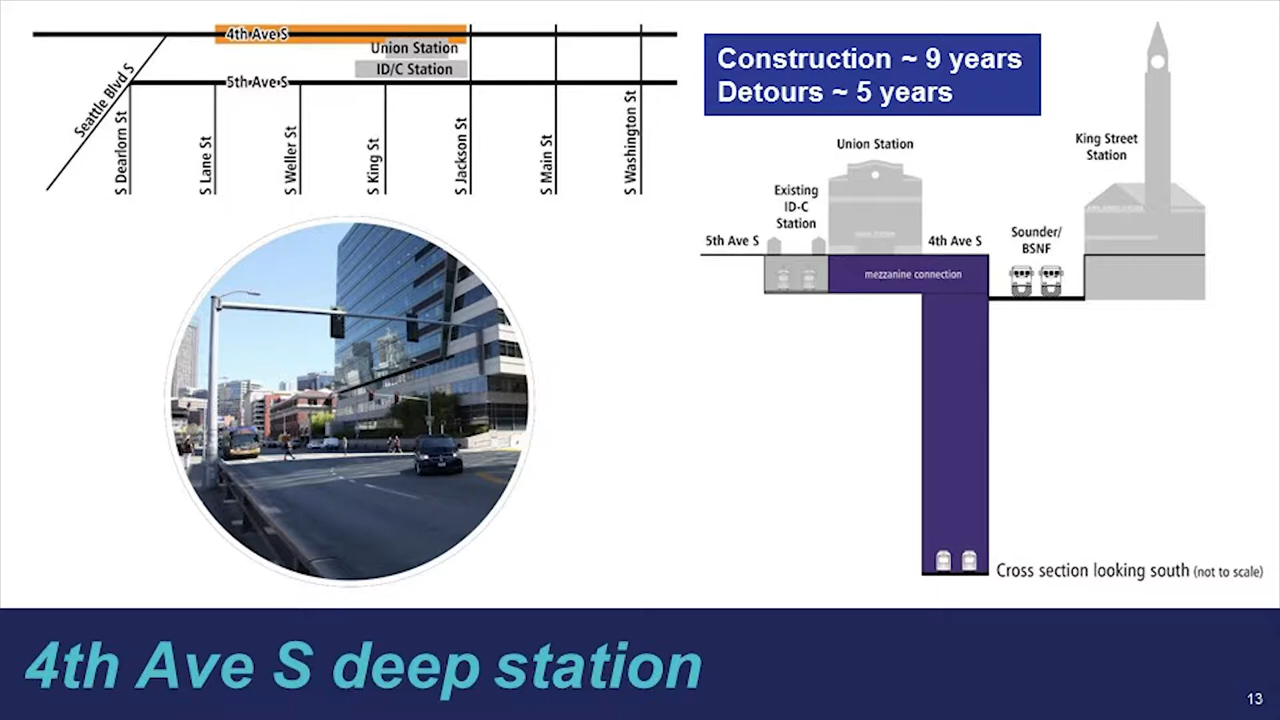 4th Ave S
Union Station
ID/C Station
5th Ave S
Seattle Blvd S
S Dearlorn St
S Lane St
S Weller St
S King St
S Jackson St
S Main St
S Washington St
Construction ~ 9 years
Detours ~ 5 years
Union Station
King Street
Station
Existing
ID-C
Station
5th Ave S
4th Ave S
Sounder/
BSNF
mezzanine connection
Cross section looking south (not to scale)
4th Ave S deep station
13